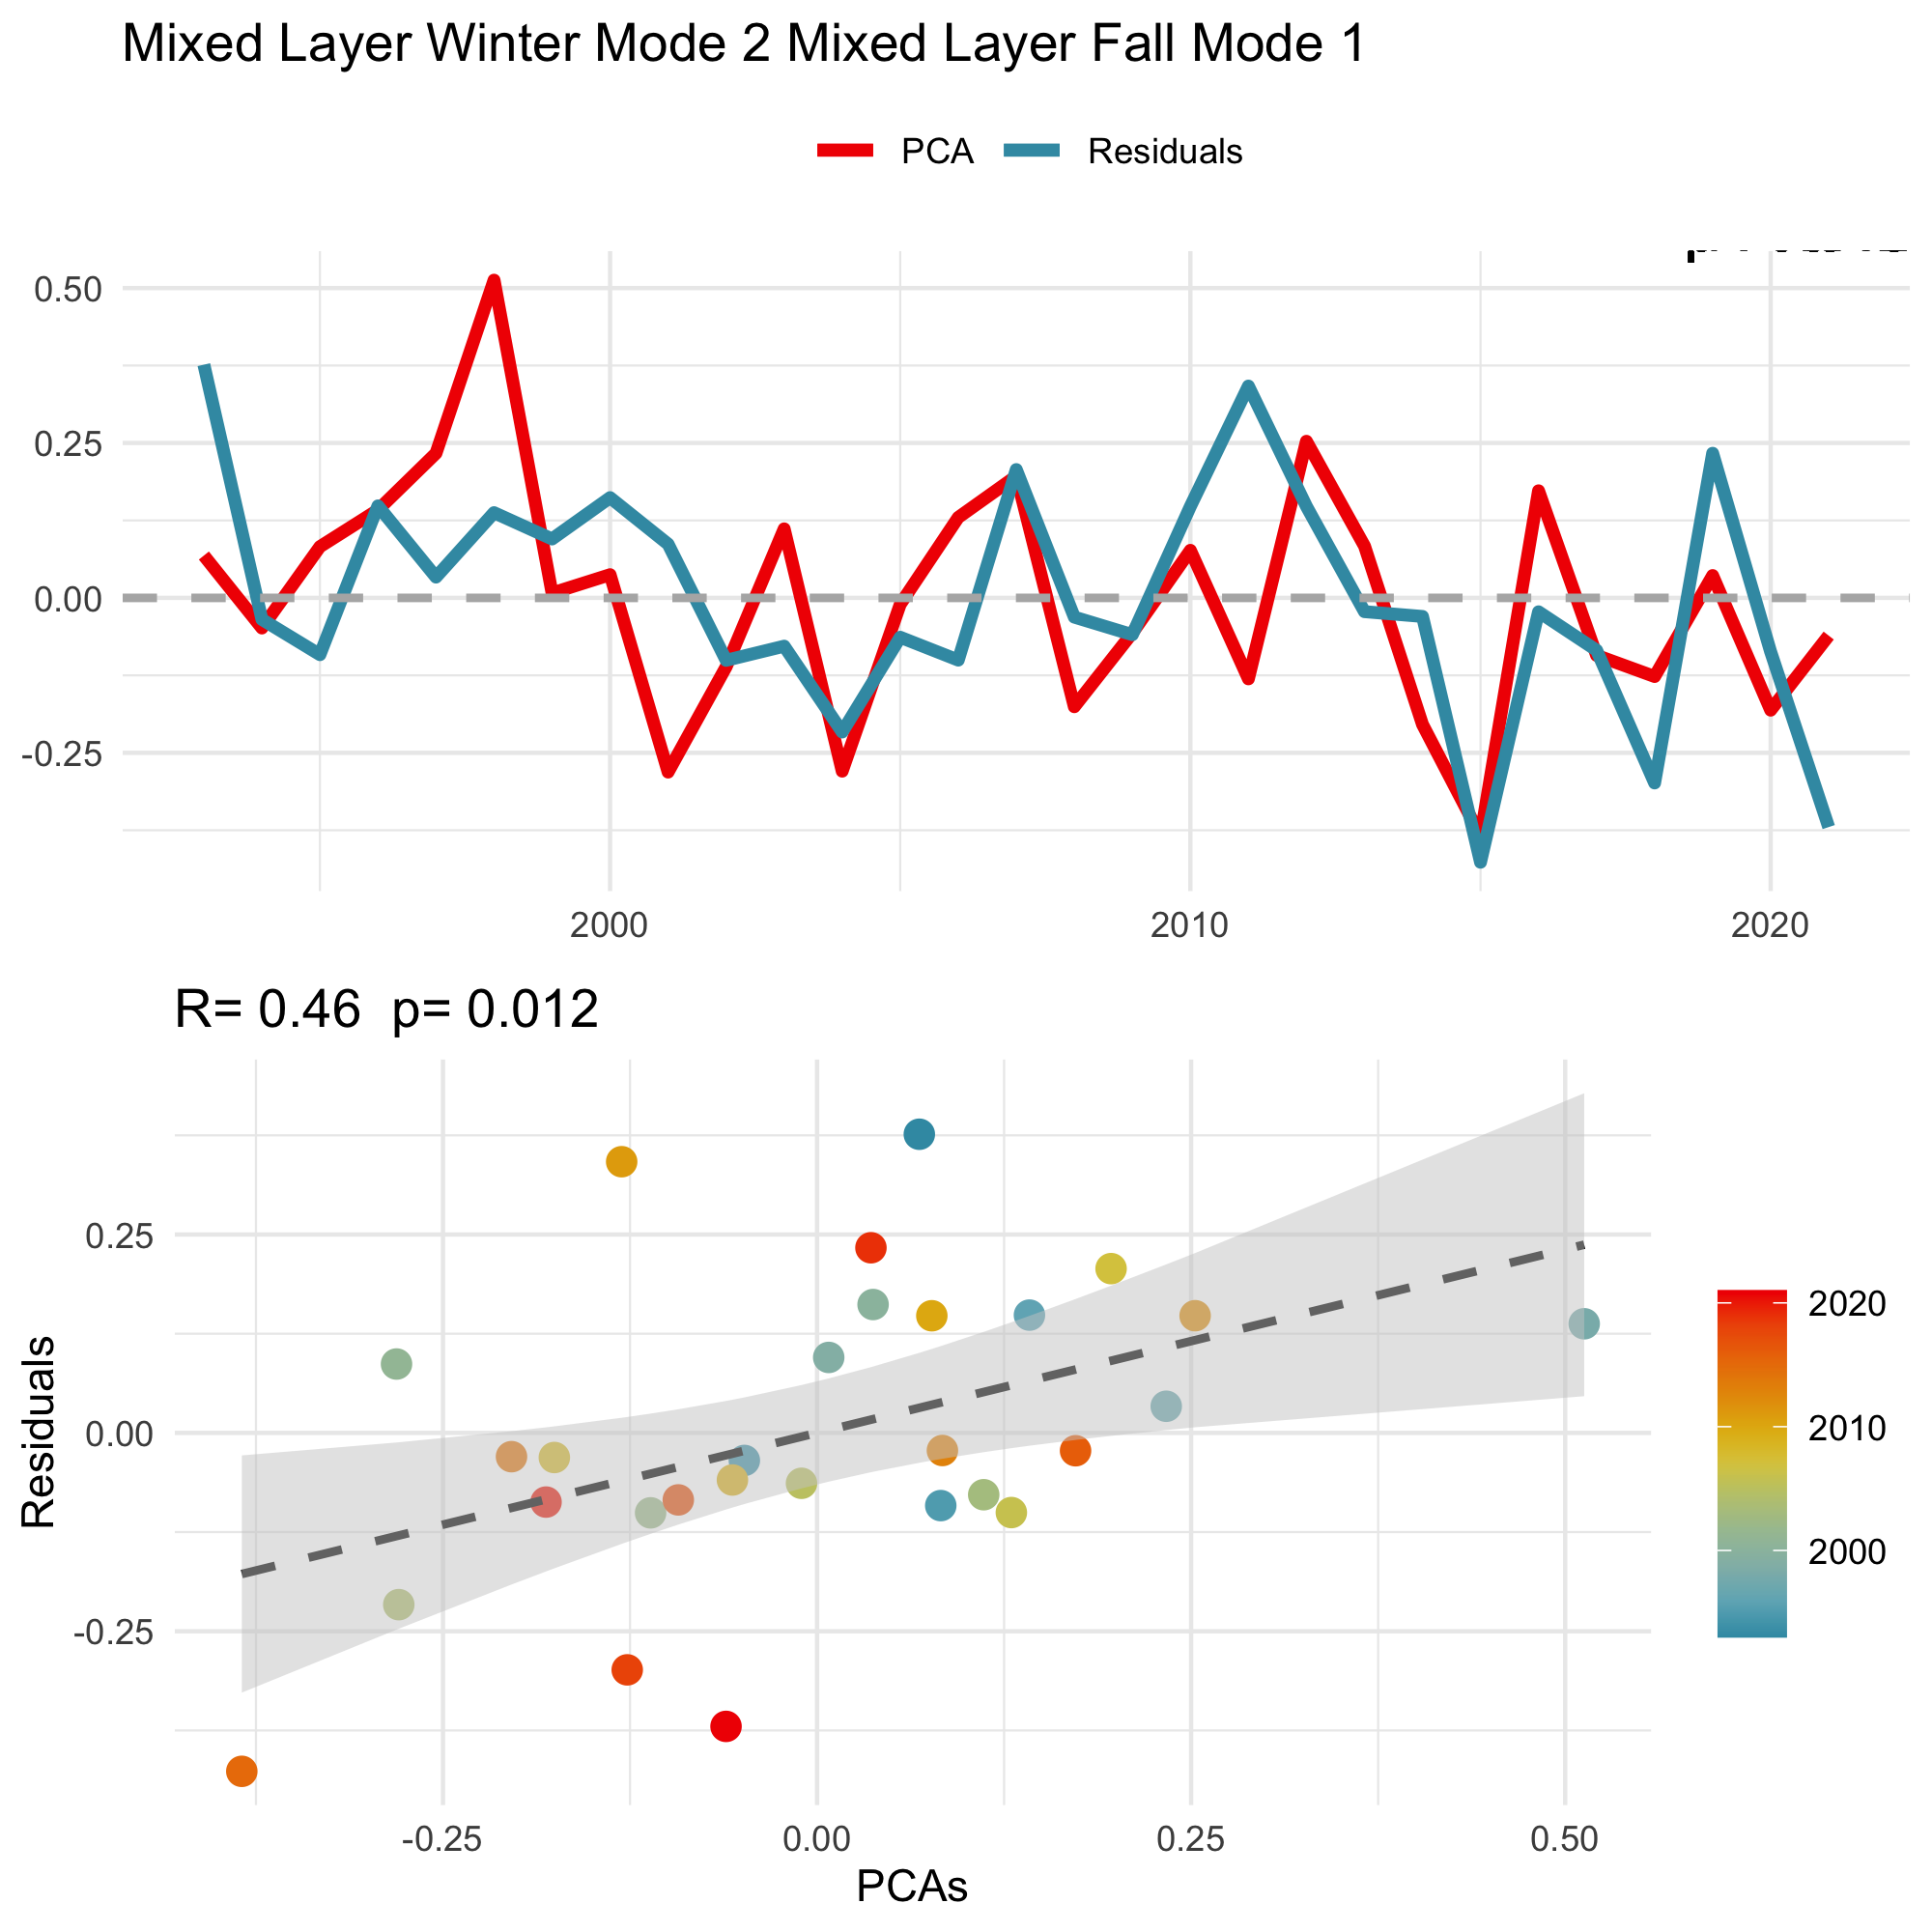 Mixed Layer Winter Mode 2 Mixed Layer Fall Mode 1
PCA Residuals
0.50
0.25
0.00
-0.25
2000 2010 2020
R= 0.46 p= 0.012
Residuals
0.25
0.00
-0.25
-0.25 0.00 0.25 0.50
PCAs
2020
2010
2000